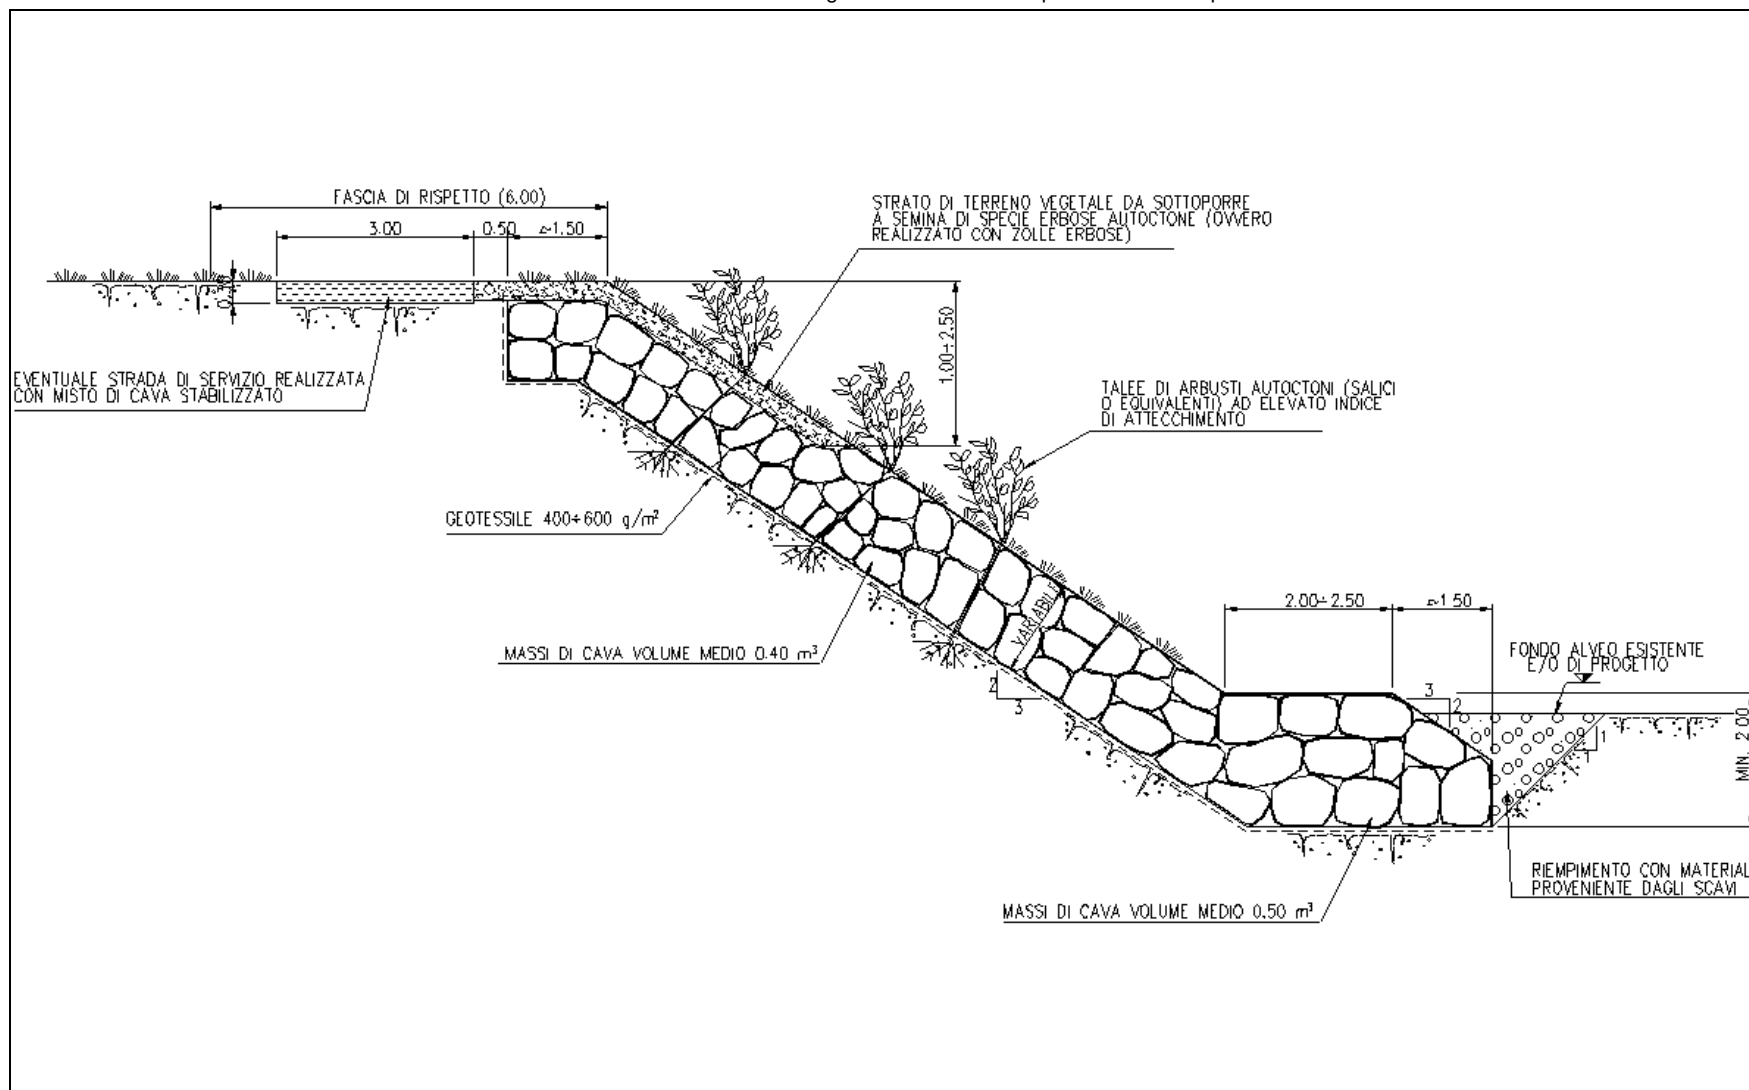 FASCIA DI RISPETTO (6.00)
3.00
0.50
~1.50
STRATO DI TERRENO VEGETALE DA SOTTOPORRE
A SEMINA DI SPECIE ERBOSE AUTOCTONE (OVVERO
REALIZZATO CON ZOLLE ERBOSE)
1.00÷2.50
EVENTUALE STRADA DI SERVIZIO REALIZZATA
CON MISTO DI CAVA STABILIZZATO
TALEE DI ARBUSTI AUTOCTONI (SALICI
O EQUIVALENTI) AD ELEVATO INDICE
DI ATTECCHIMENTO
GEOTESSILE 400÷600 g/m²
VARIABILE
MASSI DI CAVA VOLUME MEDIO 0.40 m³
2
3
2.00÷2.50
~1.50
FONDO ALVEO ESISTENTE
E/O DI PROGETTO
3
2
1
1
MIN. 2.00
RIEMPIMENTO CON MATERIAL
PROVENIENTE DAGLI SCAVI
MASSI DI CAVA VOLUME MEDIO 0.50 m³